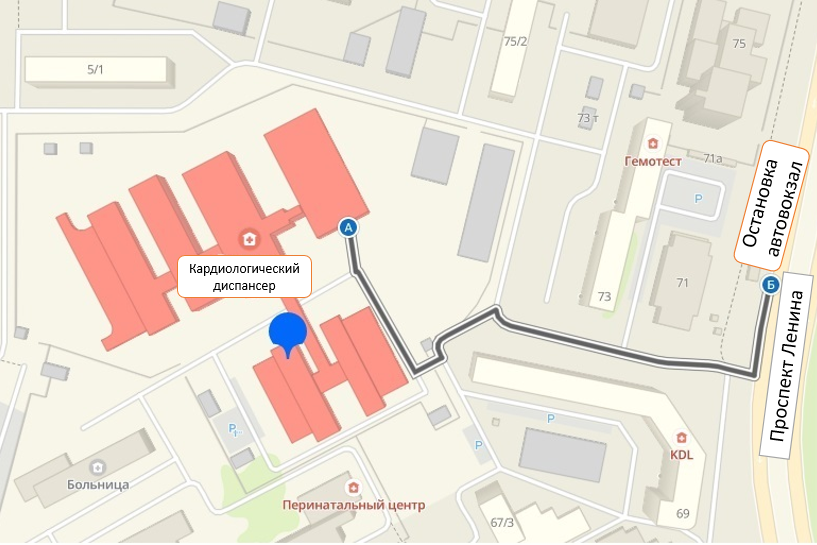 75/2
75
5/1
73 т
Гемотест
71а
P
Остановка
автовокзал
А
Кардиологический
диспансер
Б
71
73
Проспект Ленина
P
P
P
KDL
Больница
Перинатальный центр
69
67/3